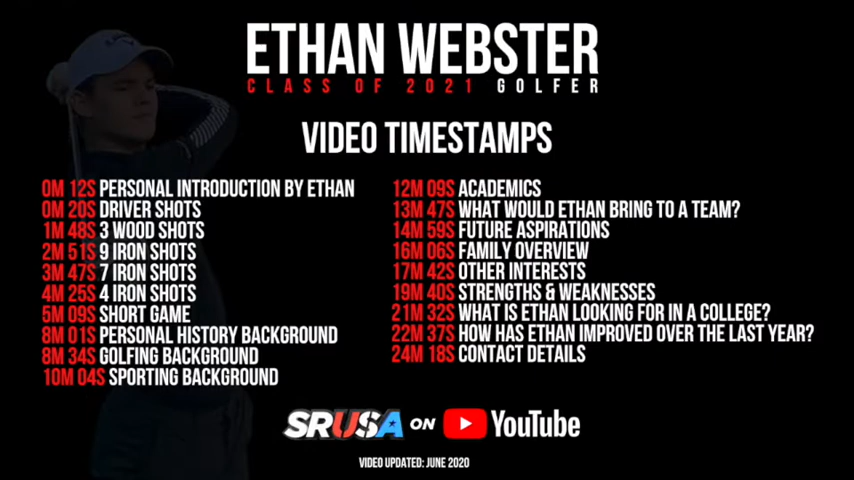 ETHAN WEBSTER
CLASS OF 2021 GOLFER
VIDEO TIMESTAMPS
0M 12S PERSONAL INTRODUCTION BY ETHAN
0M 20S DRIVER SHOTS
1M 48S 3 WOOD SHOTS
2M 51S 9 IRON SHOTS
3M 47S 7 IRON SHOTS
4M 25S 4 IRON SHOTS
5M 09S SHORT GAME
8M 01S PERSONAL HISTORY BACKGROUND
8M 34S GOLFING BACKGROUND
10M 04S SPORTING BACKGROUND
12M 09S ACADEMICS
13M 47S WHAT WOULD ETHAN BRING TO A TEAM?
14M 59S FUTURE ASPIRATIONS
16M 06S FAMILY OVERVIEW
17M 42S OTHER INTERESTS
19M 40S STRENGTHS & WEAKNESSES
21M 32S WHAT IS ETHAN LOOKING FOR IN A COLLEGE?
22M 37S HOW HAS ETHAN IMPROVED OVER THE LAST YEAR?
24M 18S CONTACT DETAILS
SRUSA ON YouTube
VIDEO UPDATED: JUNE 2020